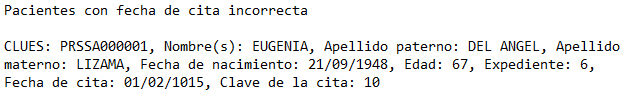 Pacientes con fecha de cita incorrecta
CLUES: PRSSA000001, Nombre(s): EUGENIA, Apellido paterno: DEL ANGEL, Apellido
materno: LIZAMA, Fecha de nacimiento: 21/09/1948, Edad: 67, Expediente: 6,
Fecha de cita: 01/02/1015, Clave de la cita: 10